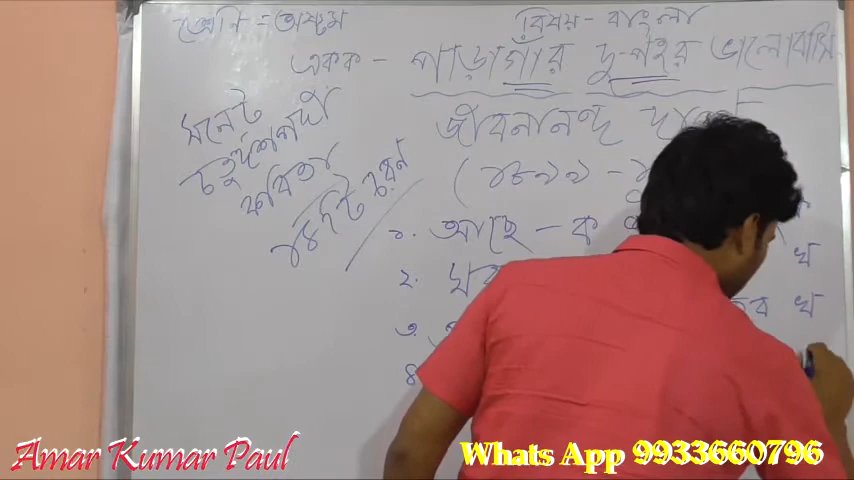 শ্রেণি - অষ্টম
বিষয় - বাংলা
একক - পাড়াগাঁর দু-পহর ভালোবাসি
জীবনানন্দ
(১৮৯৯ -
সনেট
চতুর্দশপদী
কবিতা
১৪টি চরণ
১. আছে - ক
খ
২.
খ
৩.
৪
Amar Kumar Paul
Whats App 9933660796